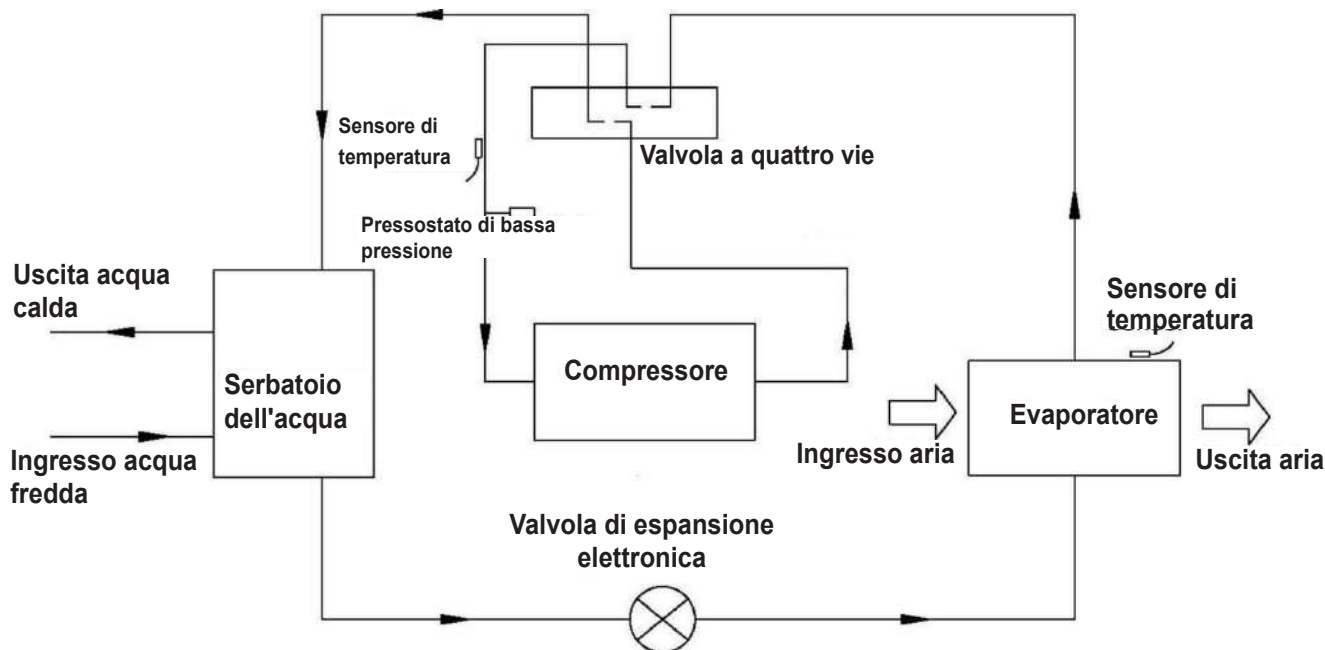 Sensore di
temperatura
Valvola a quattro vie
Pressostato di bassa
pressione
Uscita acqua
calda
Sensore di
temperatura
Compressore
Serbatoio
dell'acqua
Evaporatore
Ingresso aria
Uscita aria
Ingresso acqua
fredda
Valvola di espansione
elettronica